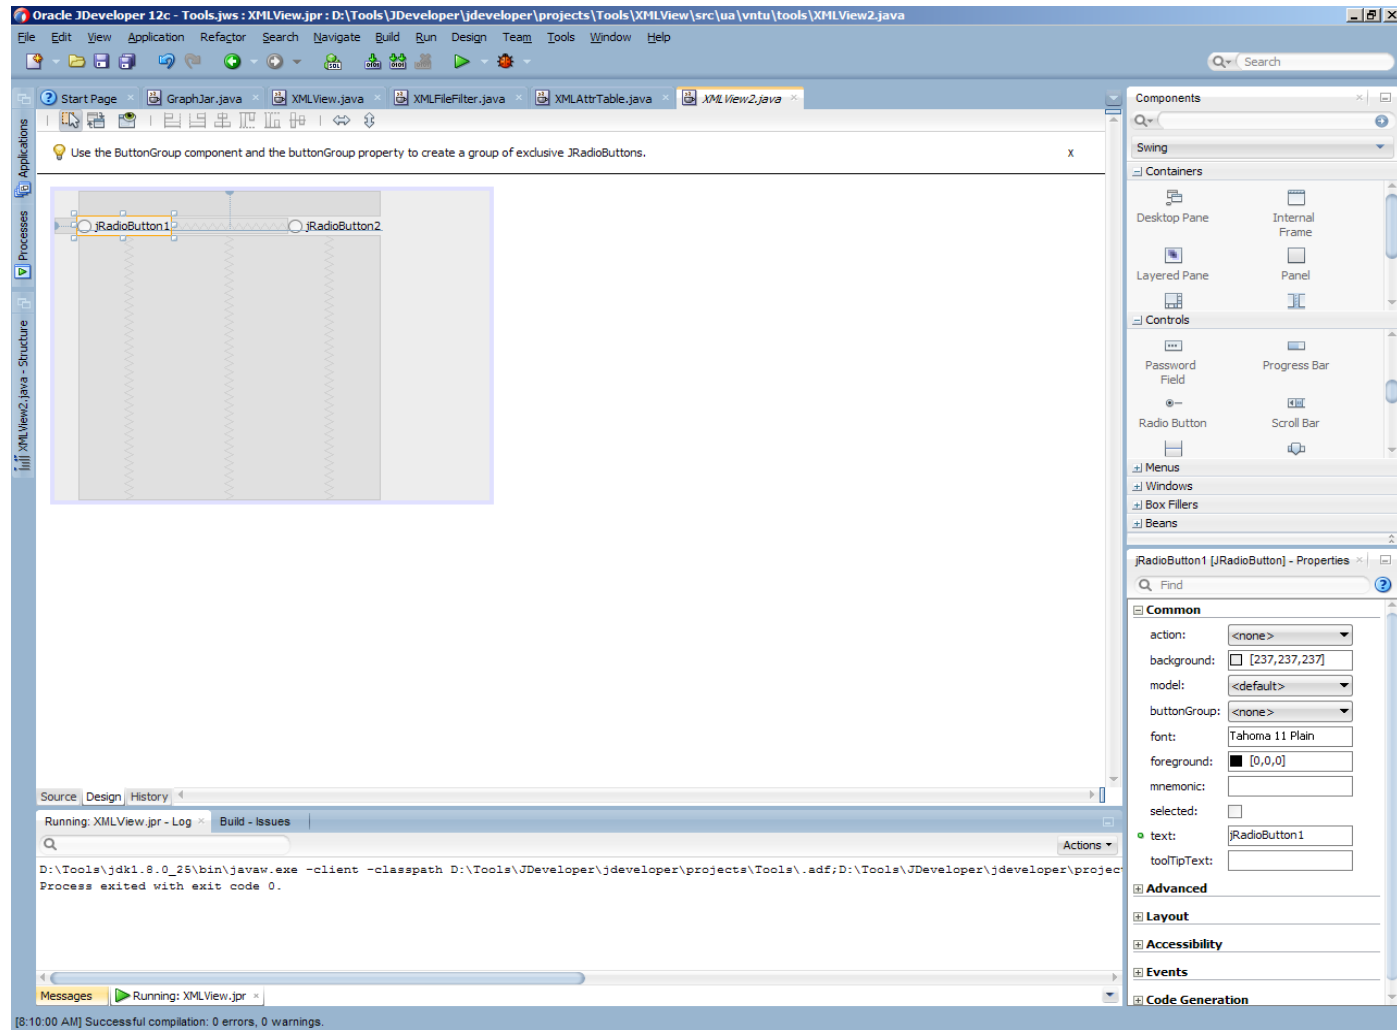 Oracle JDeveloper 12c - Tools.jws : XMLView.jpr : D:\Tools\JDeveloper\jdeveloper\projects\Tools\XMLView\src\ua\vntu\tools\XMLView2.java
File Edit View Application Refactor Search Navigate Build Run Design Team Tools Window Help
Search
Start Page GraphJar.java XMLView.java XMLFileFilter.java XMLAttrTable.java XMLView2.java
Use the ButtonGroup component and the buttonGroup property to create a group of exclusive JRadioButtons. X
jRadioButton1 jRadioButton2
Applications
Processes
XMLView2.java - Structure
Source Design History
Running: XMLView.jpr - Log Build - Issues
Actions
D:\Tools\jdk1.8.0_25\bin\javaw.exe -client -classpath D:\Tools\JDeveloper\jdeveloper\projects\Tools\.adf;D:\Tools\JDeveloper\jdeveloper\projec
Process exited with exit code 0.
Messages Running: XMLView.jpr
[8:10:00 AM] Successful compilation: 0 errors, 0 warnings.
Components
Swing
Containers
Desktop Pane Internal
Frame
Layered Pane Panel
Controls
Password Progress Bar
Field
Radio Button Scroll Bar
Menus
Windows
Box Fillers
Beans
jRadioButton1 [JRadioButton] - Properties
Find
Common
action: <none>
background: [237,237,237]
model: <default>
buttonGroup: <none>
font: Tahoma 11 Plain
foreground: [0,0,0]
mnemonic:
selected:
text: jRadioButton1
toolTipText:
Advanced
Layout
Accessibility
Events
Code Generation